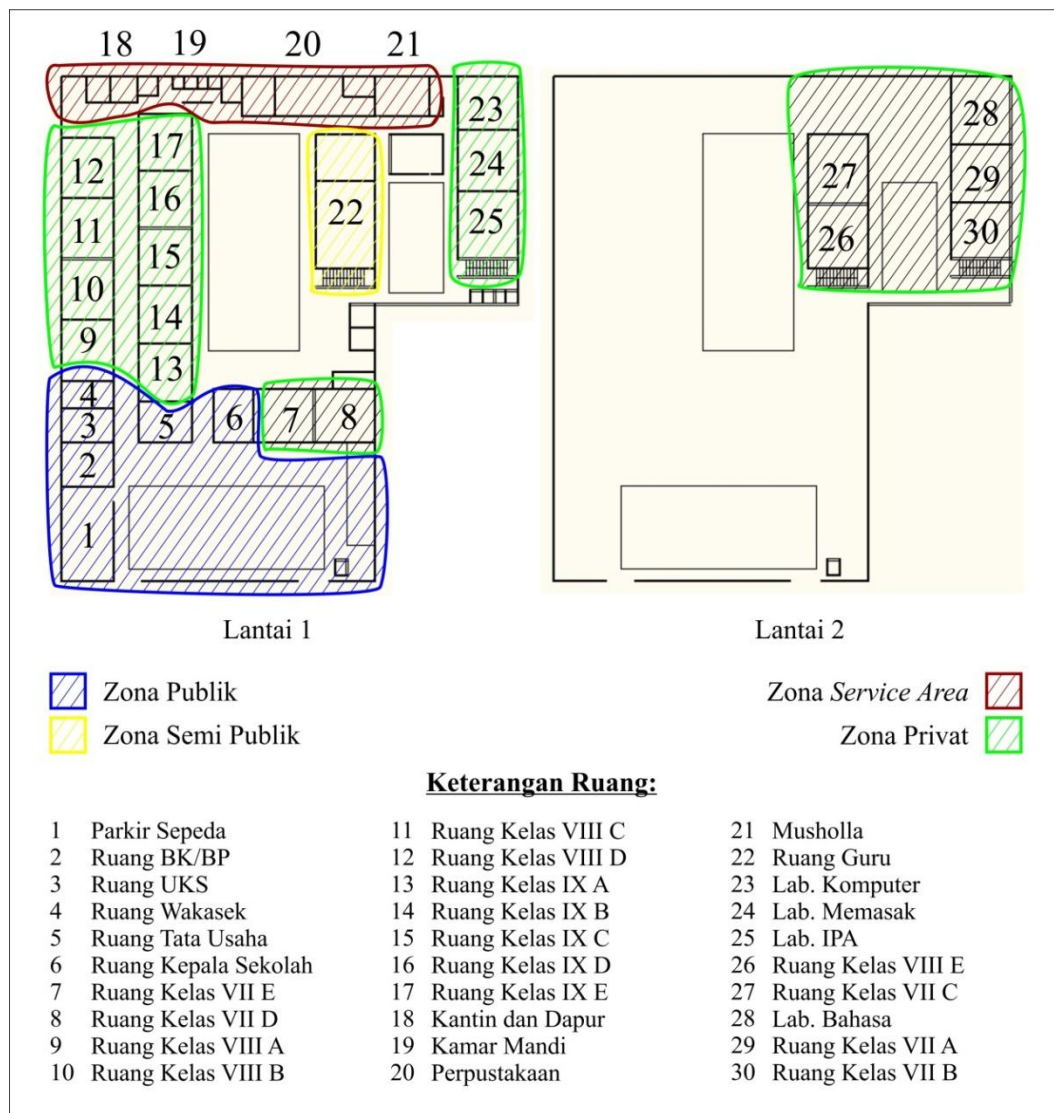 18 19 20 21
23
28
12 17
24
27
29
11 16
22
25
26 30
10 15
14
9
13
4
3 5 6 7 8
2
1
Lantai 1 Lantai 2
Zona Publik Zona Service Area
Zona Semi Publik Zona Privat
Keterangan Ruang:
1 Parkir Sepeda
2 Ruang BK/BP
3 Ruang UKS
4 Ruang Wakasek
5 Ruang Tata Usaha
6 Ruang Kepala Sekolah
7 Ruang Kelas VII E
8 Ruang Kelas VII D
9 Ruang Kelas VIII A
10 Ruang Kelas VIII B
11 Ruang Kelas VIII C
12 Ruang Kelas VIII D
13 Ruang Kelas IX A
14 Ruang Kelas IX B
15 Ruang Kelas IX C
16 Ruang Kelas IX D
17 Ruang Kelas IX E
18 Kantin dan Dapur
19 Kamar Mandi
20 Perpustakaan
21 Musholla
22 Ruang Guru
23 Lab. Komputer
24 Lab. Memasak
25 Lab. IPA
26 Ruang Kelas VIII E
27 Ruang Kelas VII C
28 Lab. Bahasa
29 Ruang Kelas VII A
30 Ruang Kelas VII B